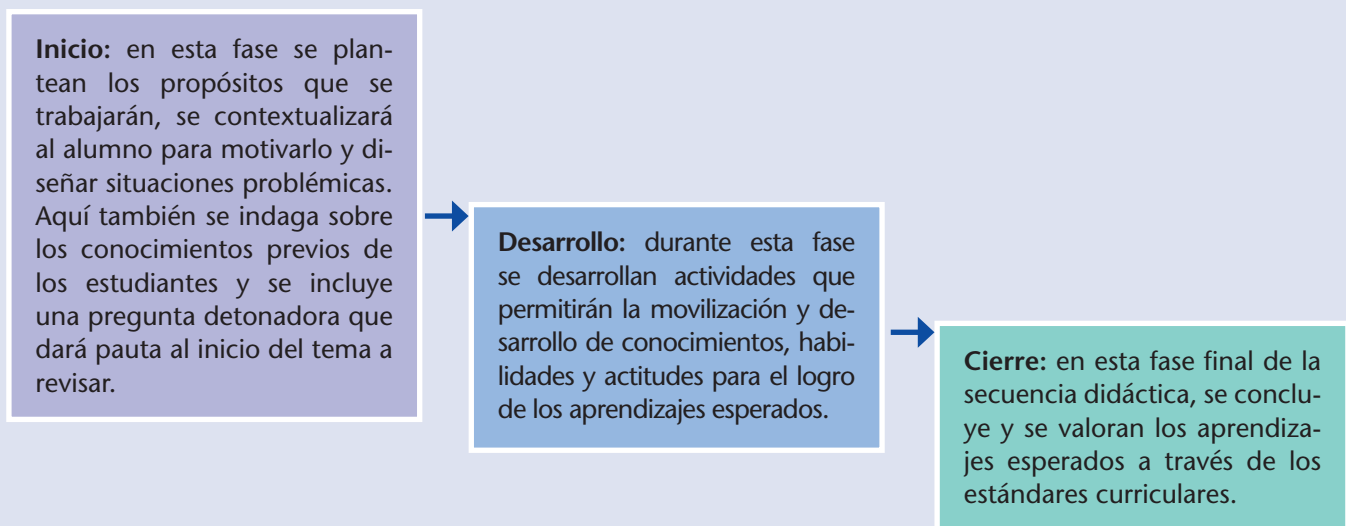 Inicio: en esta fase se plan-
tean los propósitos que se
trabajarán, se contextualizará
al alumno para motivarlo y di-
señar situaciones problémicas.
Aquí también se indaga sobre
los conocimientos previos de
los estudiantes y se incluye
una pregunta detonadora que
dará pauta al inicio del tema a
revisar.
Desarrollo: durante esta fase
se desarrollan actividades que
permitirán la movilización y de-
sarrollo de conocimientos, habi-
lidades y actitudes para el logro
de los aprendizajes esperados.
Cierre: en esta fase final de la
secuencia didáctica, se conclu-
ye y se valoran los aprendiza-
jes esperados a través de los
estándares curriculares.